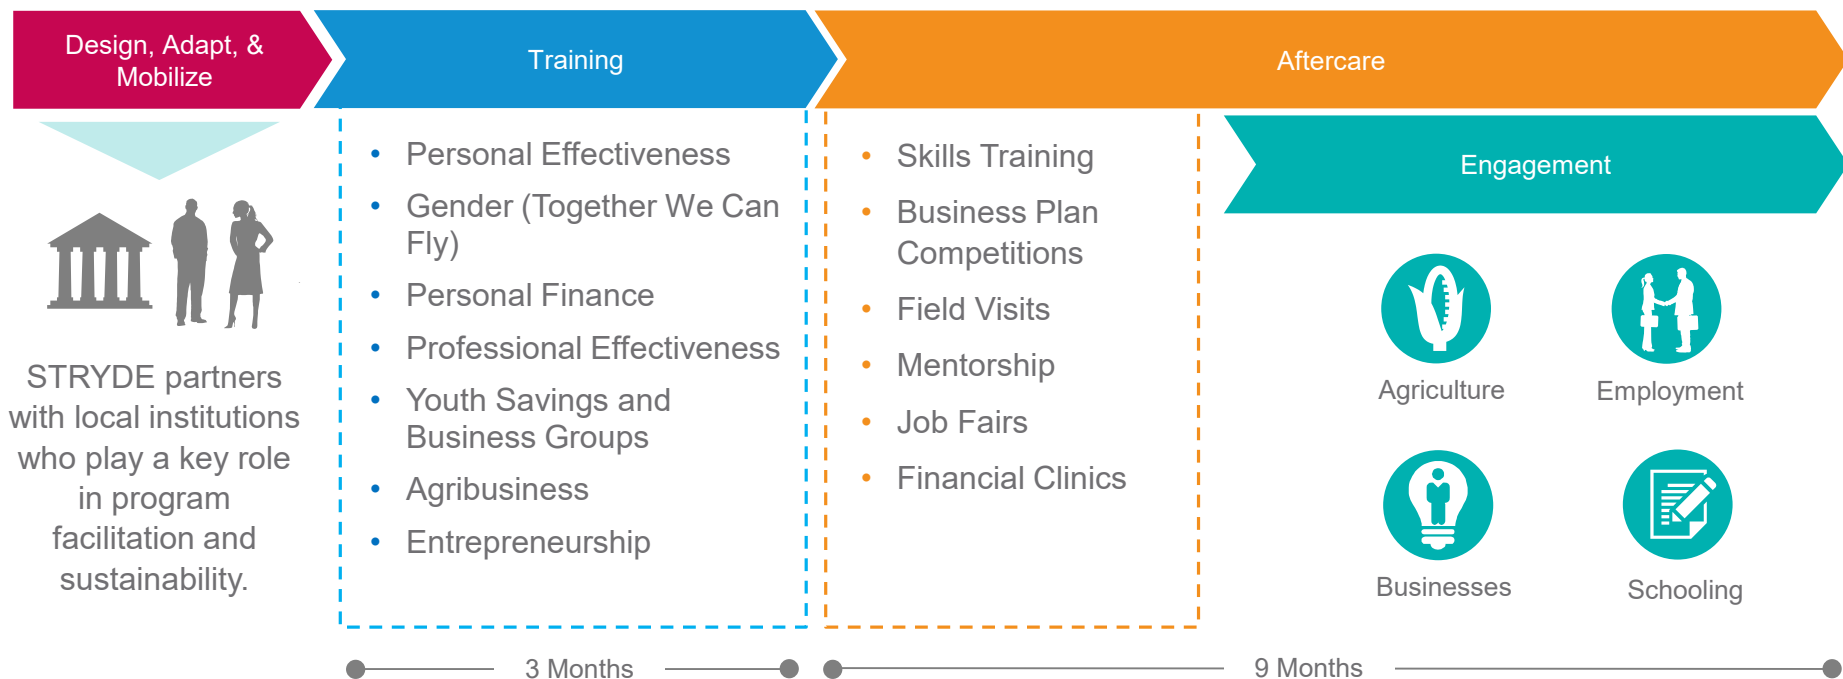 Design, Adapt, &
Mobilize
Training
Aftercare
Engagement
STRYDE partners
with local institutions
who play a key role
in program
facilitation and
sustainability.
• Personal Effectiveness
• Gender (Together We Can
Fly)
• Personal Finance
• Professional Effectiveness
• Youth Savings and
Business Groups
• Agribusiness
• Entrepreneurship
• Skills Training
• Business Plan
Competitions
• Field Visits
• Mentorship
• Job Fairs
• Financial Clinics
Agriculture
Employment
Businesses
Schooling
3 Months
9 Months